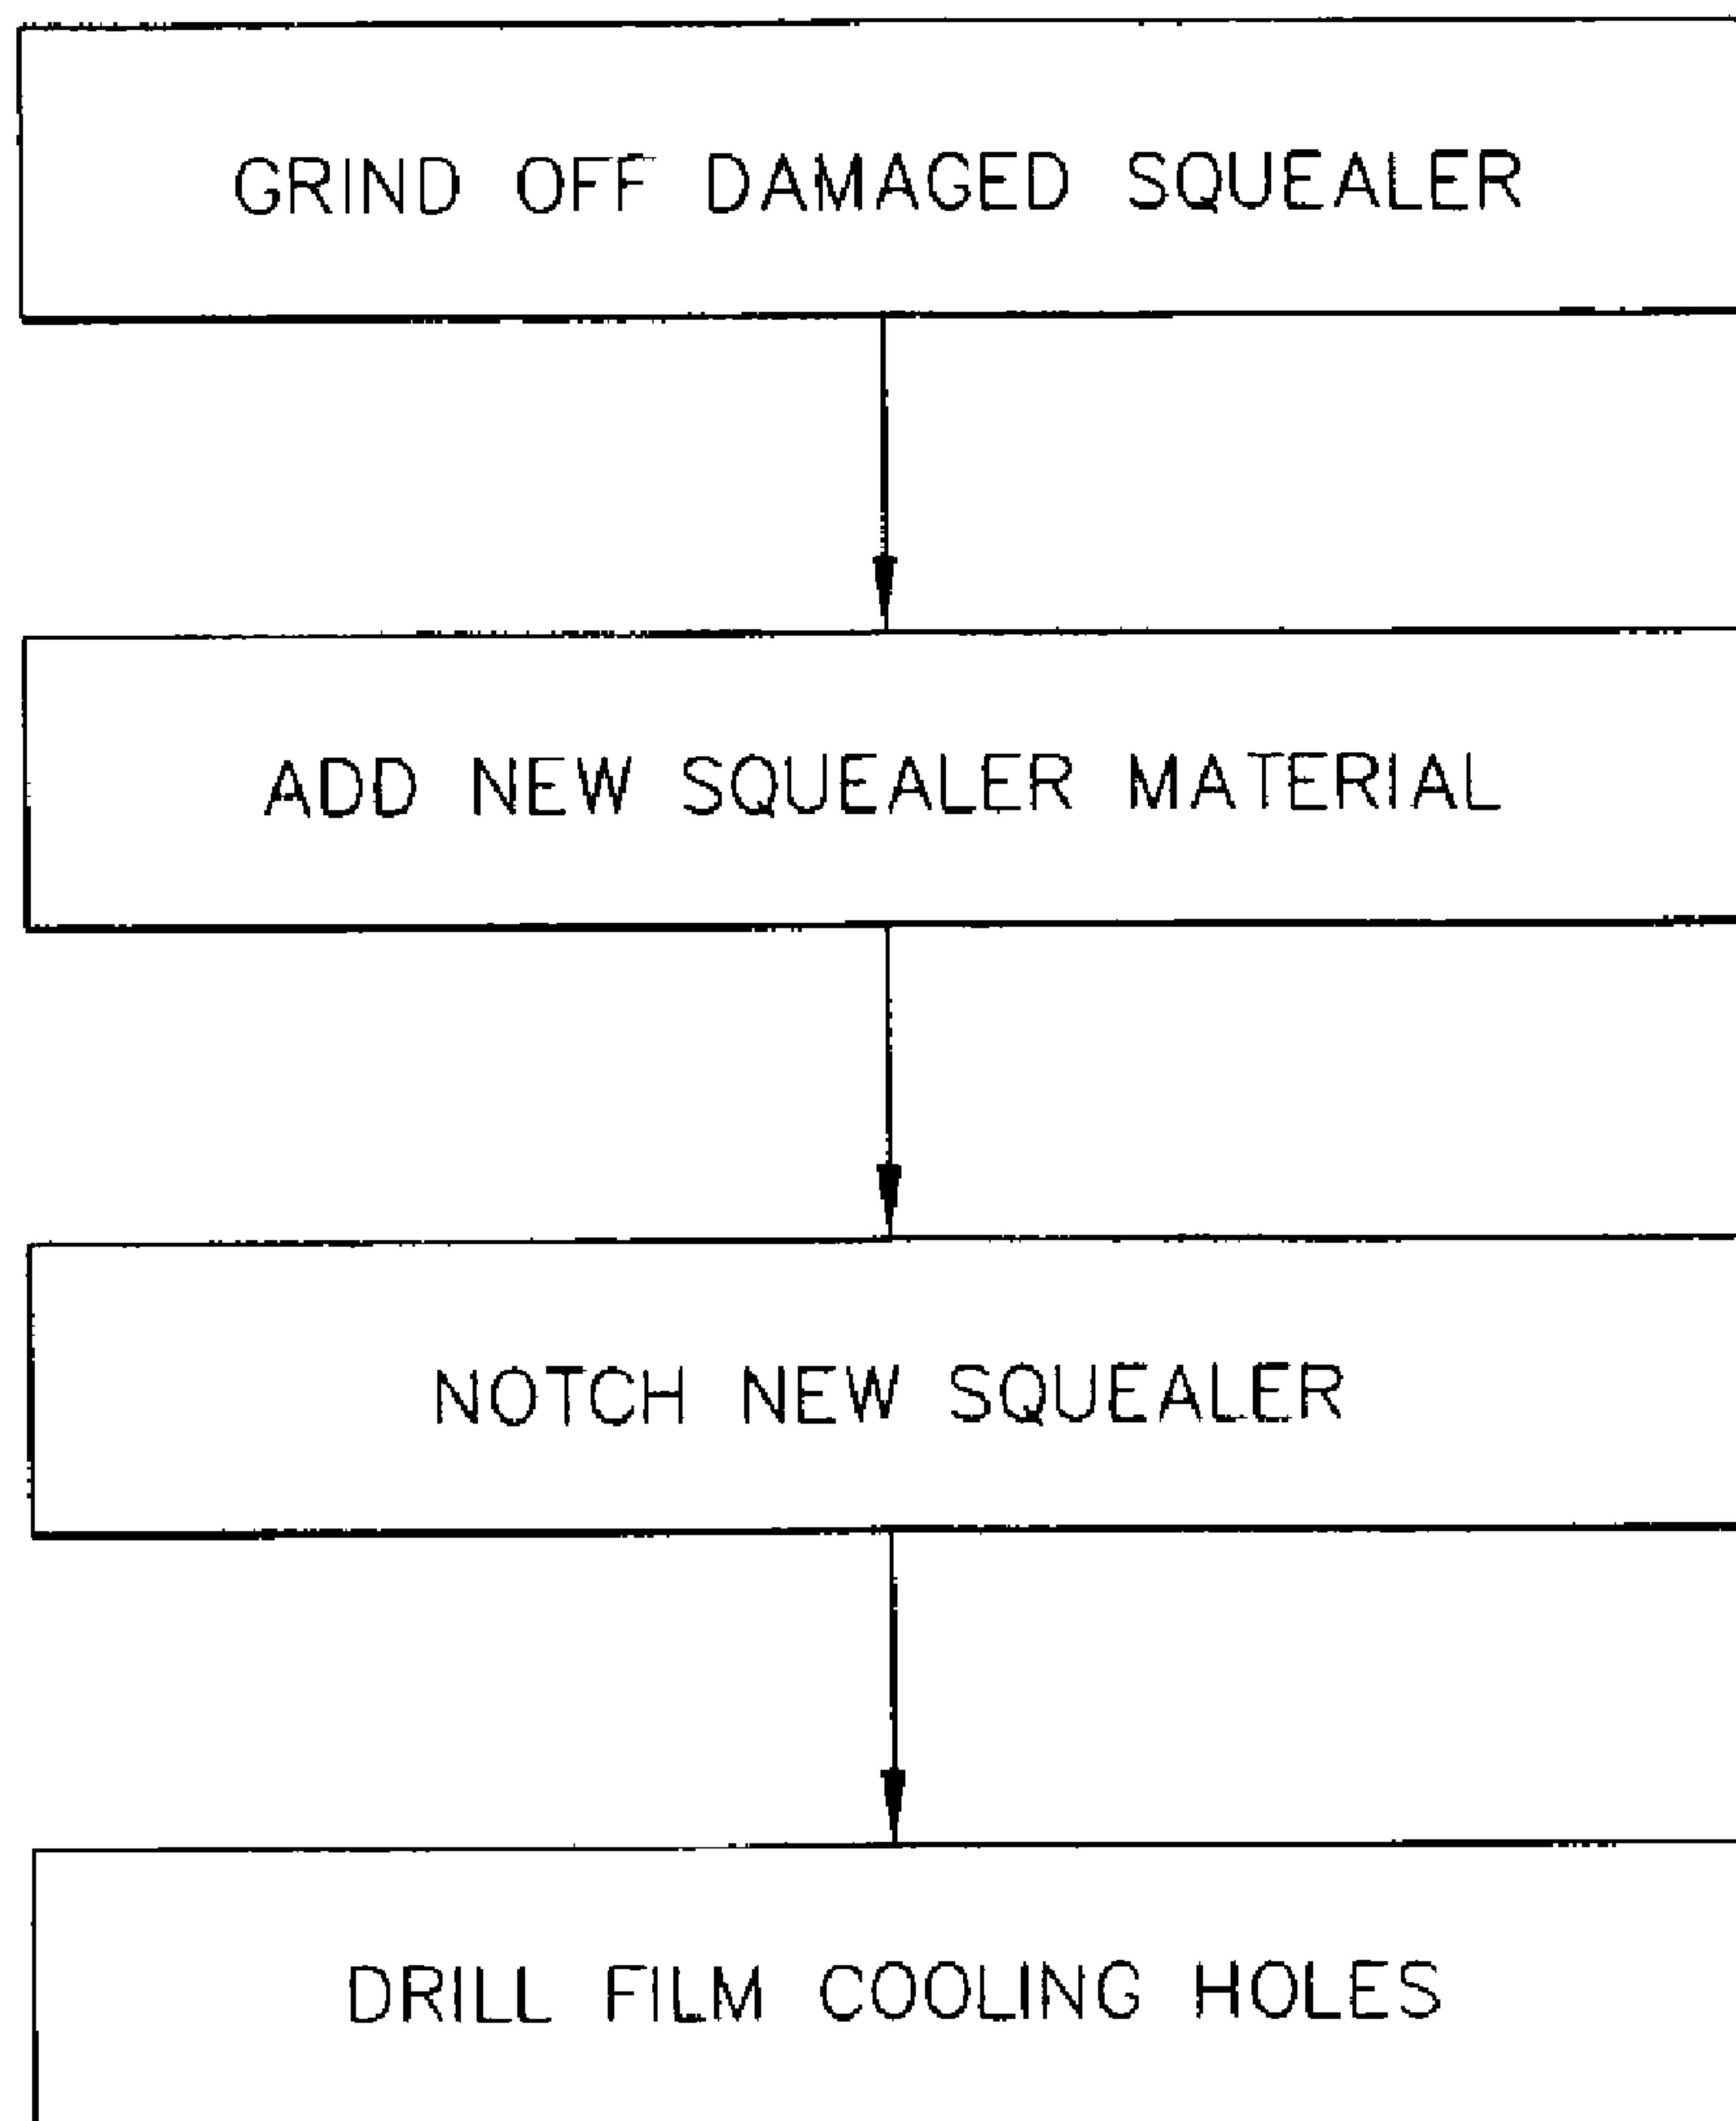 GRIND OFF DAMAGED SQUEALER
ADD NEW SQUEALER MATERIAL
NOTCH NEW SQUEALER
DRILL FILM COOLING HOLES